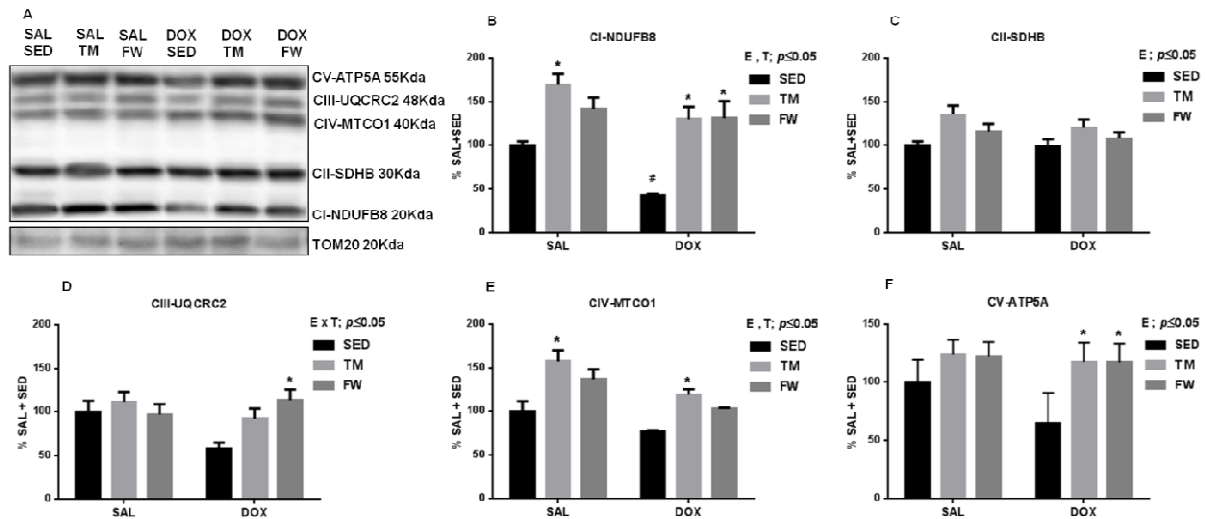 A
SAL SAL SAL DOX DOX DOX
SED TM FW SED TM FW
CV-ATP5A 55Kda
CIII-UQCRC2 48Kda
CIV-MTCO1 40Kda
CII-SDHB 30Kda
CI-NDUFB8 20Kda
TOM20 20Kda
B
CI-NDUFB8
E , T; p≤0.05
SED
TM
FW
% SAL+SED
200
150
100
50
0
* # * *
SAL DOX
C
CII-SDHB
E ; p≤0.05
SED
TM
FW
% SAL+SED
200
150
100
50
0
SAL DOX
D
CIII-UQCRC2
E x T; p≤0.05
SED
TM
FW
% SAL + SED
200
150
100
50
0
*
SAL DOX
E
CIV-MTCO1
E , T; p≤0.05
SED
TM
FW
% SAL + SED
200
150
100
50
0
* *
SAL DOX
F
CV-ATP5A
E ; p≤0.05
SED
TM
FW
% SAL + SED
150
100
50
0
* *
SAL DOX